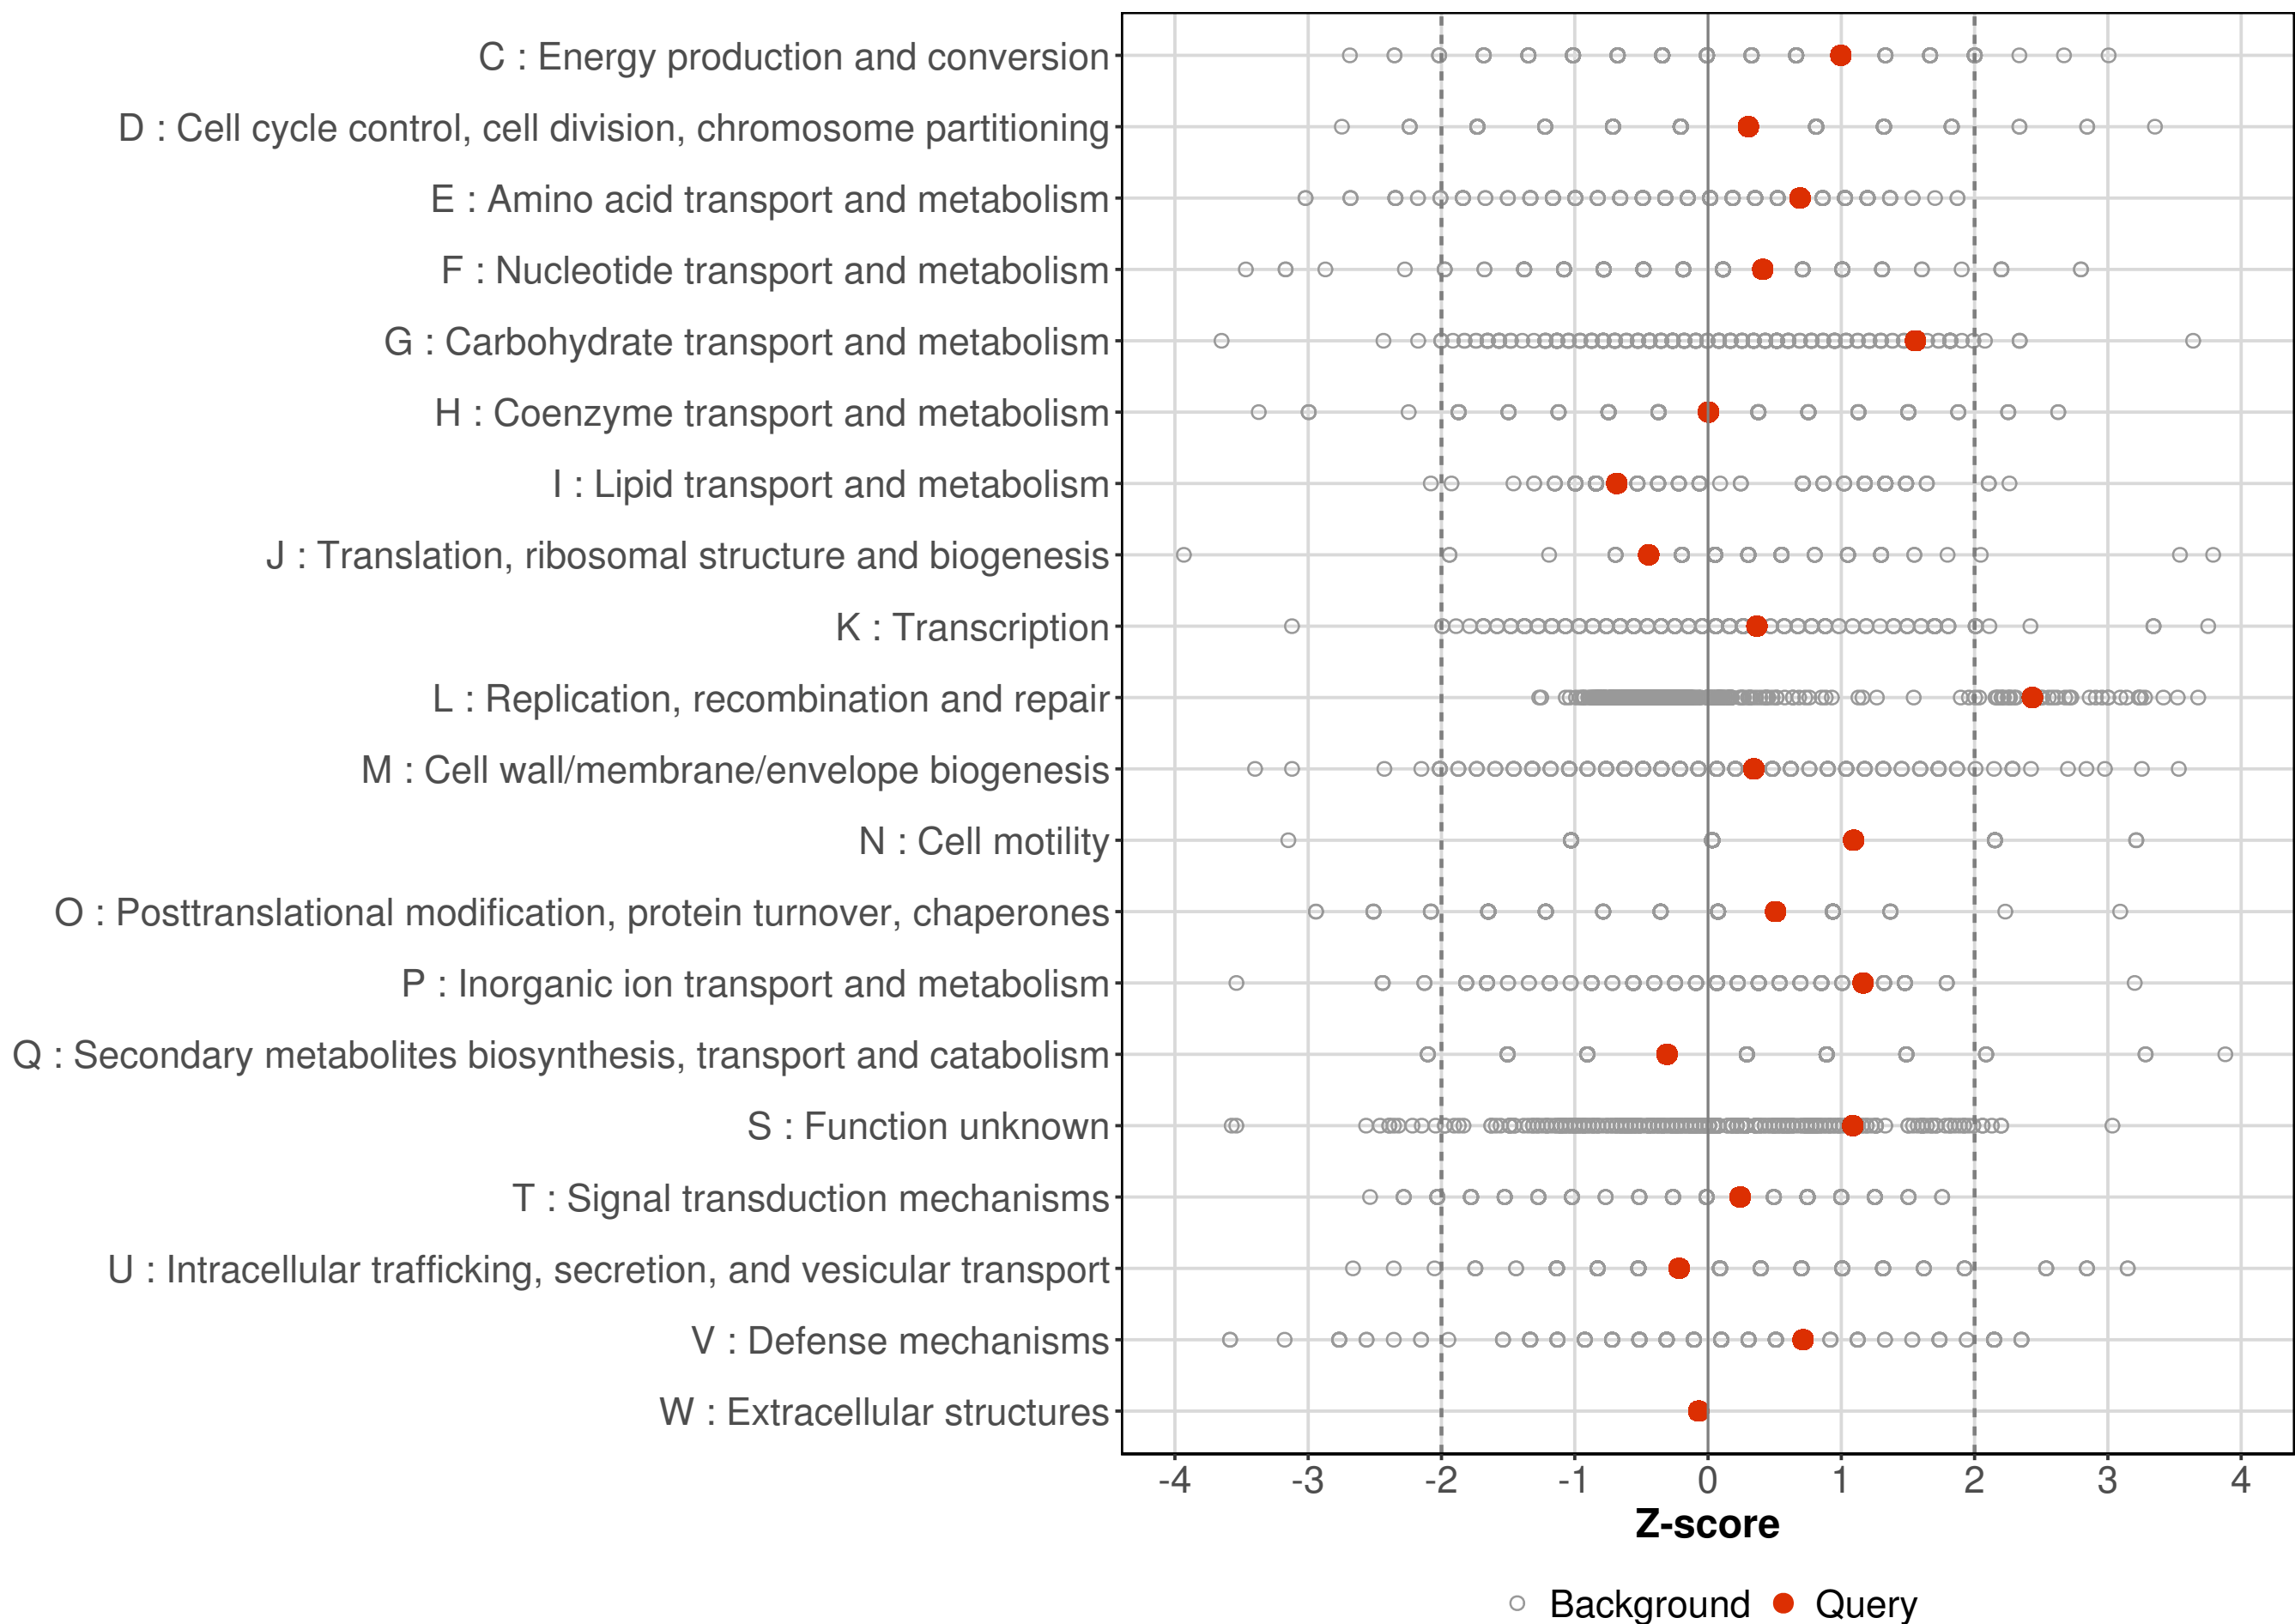 C : Energy production and conversion
D : Cell cycle control, cell division, chromosome partitioning
E : Amino acid transport and metabolism
F : Nucleotide transport and metabolism
G : Carbohydrate transport and metabolism
H : Coenzyme transport and metabolism
I : Lipid transport and metabolism
J : Translation, ribosomal structure and biogenesis
K : Transcription
L : Replication, recombination and repair
M : Cell wall/membrane/envelope biogenesis
N : Cell motility
O : Posttranslational modification, protein turnover, chaperones
P : Inorganic ion transport and metabolism
Q : Secondary metabolites biosynthesis, transport and catabolism
S : Function unknown
T : Signal transduction mechanisms
U : Intracellular trafficking, secretion, and vesicular transport
V : Defense mechanisms
W : Extracellular structures
-4 -3 -2 -1 0 1 2 3 4
Z-score
Background Query